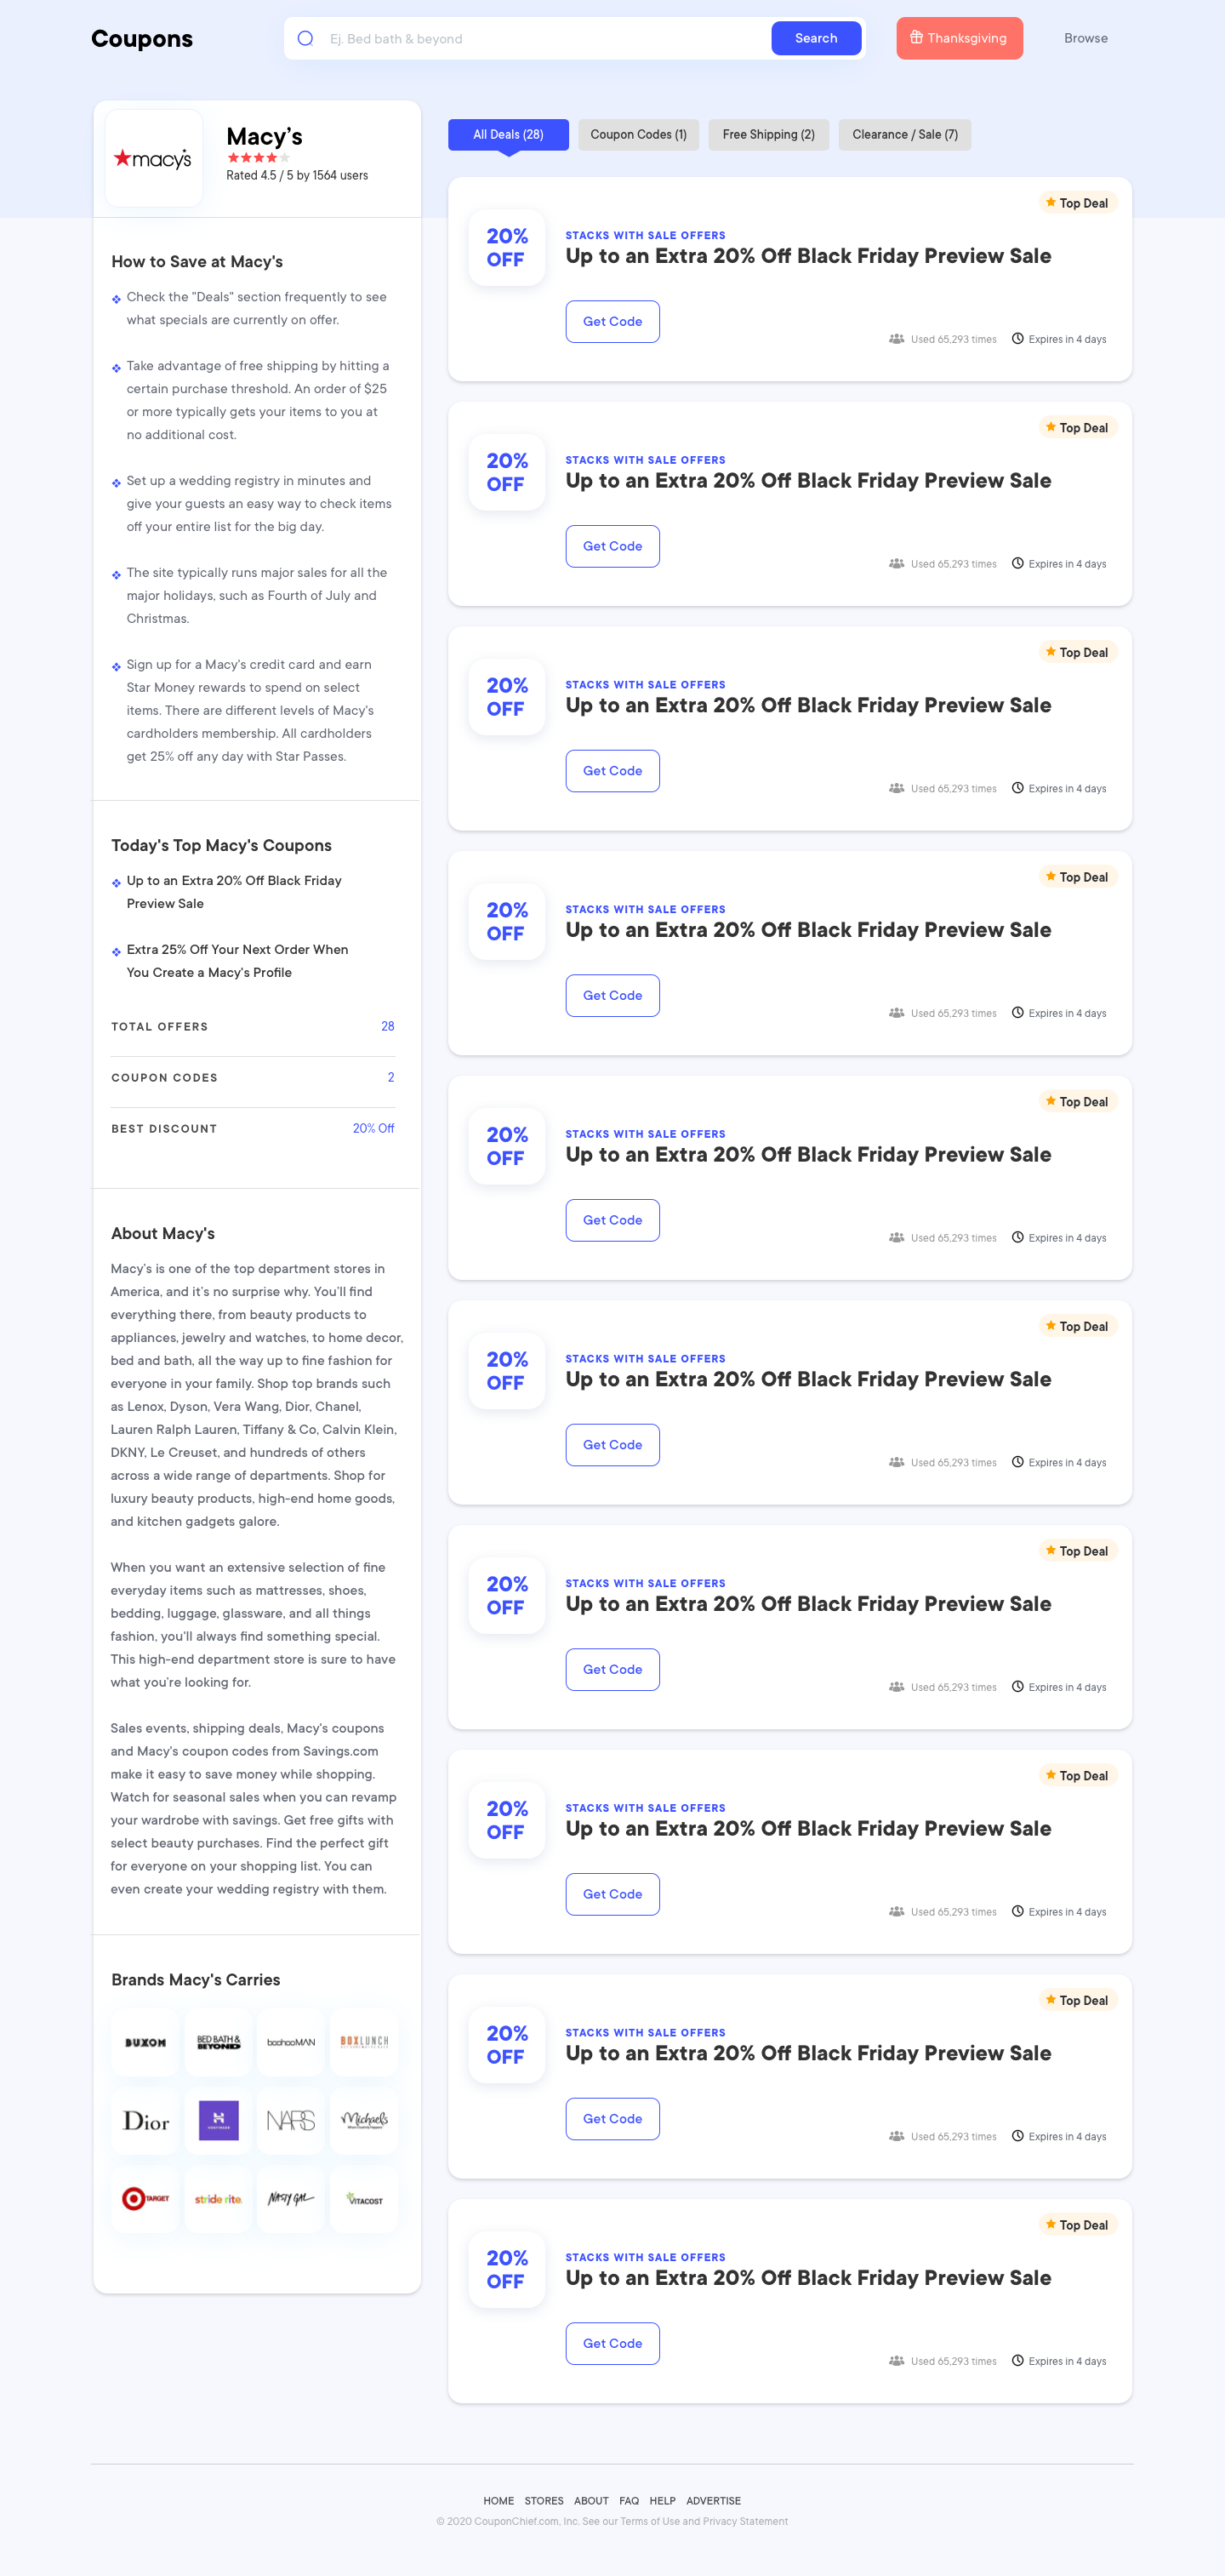 Coupons
Ej. Bed bath & beyond
Search
Thanksgiving
Browse
★macy's
Macy’s
Rated 4.5 / 5 by 1564 users
How to Save at Macy's
Check the "Deals" section frequently to see
what specials are currently on offer.
Take advantage of free shipping by hitting a
certain purchase threshold. An order of $25
or more typically gets your items to you at
no additional cost.
Set up a wedding registry in minutes and
give your guests an easy way to check items
off your entire list for the big day.
The site typically runs major sales for all the
major holidays, such as Fourth of July and
Christmas.
Sign up for a Macy's credit card and earn
Star Money rewards to spend on select
items. There are different levels of Macy's
cardholders membership. All cardholders
get 25% off any day with Star Passes.
Today's Top Macy's Coupons
Up to an Extra 20% Off Black Friday
Preview Sale
Extra 25% Off Your Next Order When
You Create a Macy's Profile
TOTAL OFFERS 28
COUPON CODES 2
BEST DISCOUNT 20% Off
About Macy's
Macy's is one of the top department stores in
America, and it's no surprise why. You'll find
everything there, from beauty products to
appliances, jewelry and watches, to home decor,
bed and bath, all the way up to fine fashion for
everyone in your family. Shop top brands such
as Lenox, Dyson, Vera Wang, Dior, Chanel,
Lauren Ralph Lauren, Tiffany & Co, Calvin Klein,
DKNY, Le Creuset, and hundreds of others
across a wide range of departments. Shop for
luxury beauty products, high-end home goods,
and kitchen gadgets galore.
When you want an extensive selection of fine
everyday items such as mattresses, shoes,
bedding, luggage, glassware, and all things
fashion, you'll always find something special.
This high-end department store is sure to have
what you're looking for.
Sales events, shipping deals, Macy's coupons
and Macy's coupon codes from Savings.com
make it easy to save money while shopping.
Watch for seasonal sales when you can revamp
your wardrobe with savings. Get free gifts with
select beauty purchases. Find the perfect gift
for everyone on your shopping list. You can
even create your wedding registry with them.
Brands Macy's Carries
BUXOM
BED BATH &
BEYOND
boohooMAN
BOXLUNCH
Dior
NARS
Michaels
TARGET
stride rite
NASTY GAL
VITACOST
All Deals (28)
Coupon Codes (1)
Free Shipping (2)
Clearance / Sale (7)
Top Deal
20%
OFF
STACKS WITH SALE OFFERS
Up to an Extra 20% Off Black Friday Preview Sale
Get Code
Used 65,293 times
Expires in 4 days
Top Deal
20%
OFF
STACKS WITH SALE OFFERS
Up to an Extra 20% Off Black Friday Preview Sale
Get Code
Used 65,293 times
Expires in 4 days
Top Deal
20%
OFF
STACKS WITH SALE OFFERS
Up to an Extra 20% Off Black Friday Preview Sale
Get Code
Used 65,293 times
Expires in 4 days
Top Deal
20%
OFF
STACKS WITH SALE OFFERS
Up to an Extra 20% Off Black Friday Preview Sale
Get Code
Used 65,293 times
Expires in 4 days
Top Deal
20%
OFF
STACKS WITH SALE OFFERS
Up to an Extra 20% Off Black Friday Preview Sale
Get Code
Used 65,293 times
Expires in 4 days
Top Deal
20%
OFF
STACKS WITH SALE OFFERS
Up to an Extra 20% Off Black Friday Preview Sale
Get Code
Used 65,293 times
Expires in 4 days
Top Deal
20%
OFF
STACKS WITH SALE OFFERS
Up to an Extra 20% Off Black Friday Preview Sale
Get Code
Used 65,293 times
Expires in 4 days
Top Deal
20%
OFF
STACKS WITH SALE OFFERS
Up to an Extra 20% Off Black Friday Preview Sale
Get Code
Used 65,293 times
Expires in 4 days
Top Deal
20%
OFF
STACKS WITH SALE OFFERS
Up to an Extra 20% Off Black Friday Preview Sale
Get Code
Used 65,293 times
Expires in 4 days
Top Deal
20%
OFF
STACKS WITH SALE OFFERS
Up to an Extra 20% Off Black Friday Preview Sale
Get Code
Used 65,293 times
Expires in 4 days
HOME STORES ABOUT FAQ HELP ADVERTISE
© 2020 CouponChief.com, Inc. See our Terms of Use and Privacy Statement